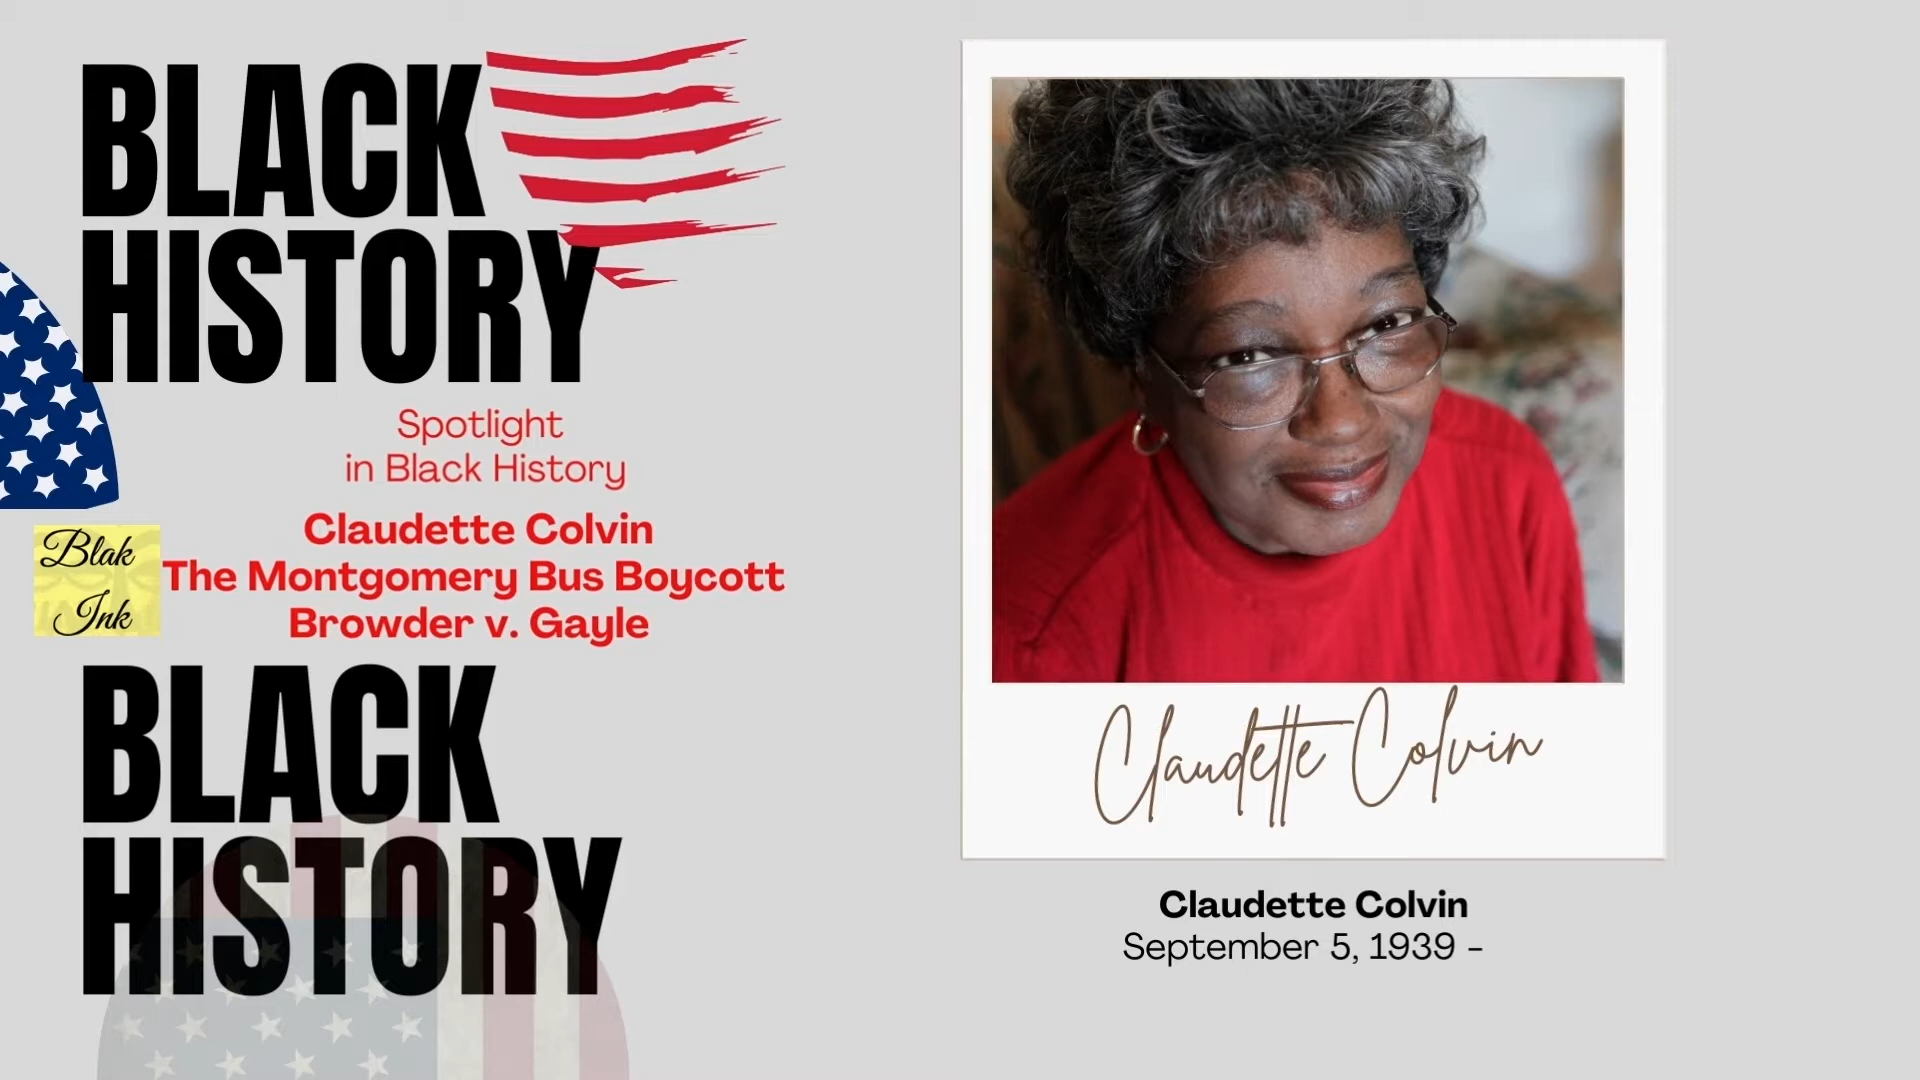 BLACK
HISTORY
Spotlight
in Black History
Claudette Colvin
The Montgomery Bus Boycott
Browder v. Gayle
Blak
Ink
BLACK
HISTORY
Claudette Colvin
Claudette Colvin
September 5, 1939 –